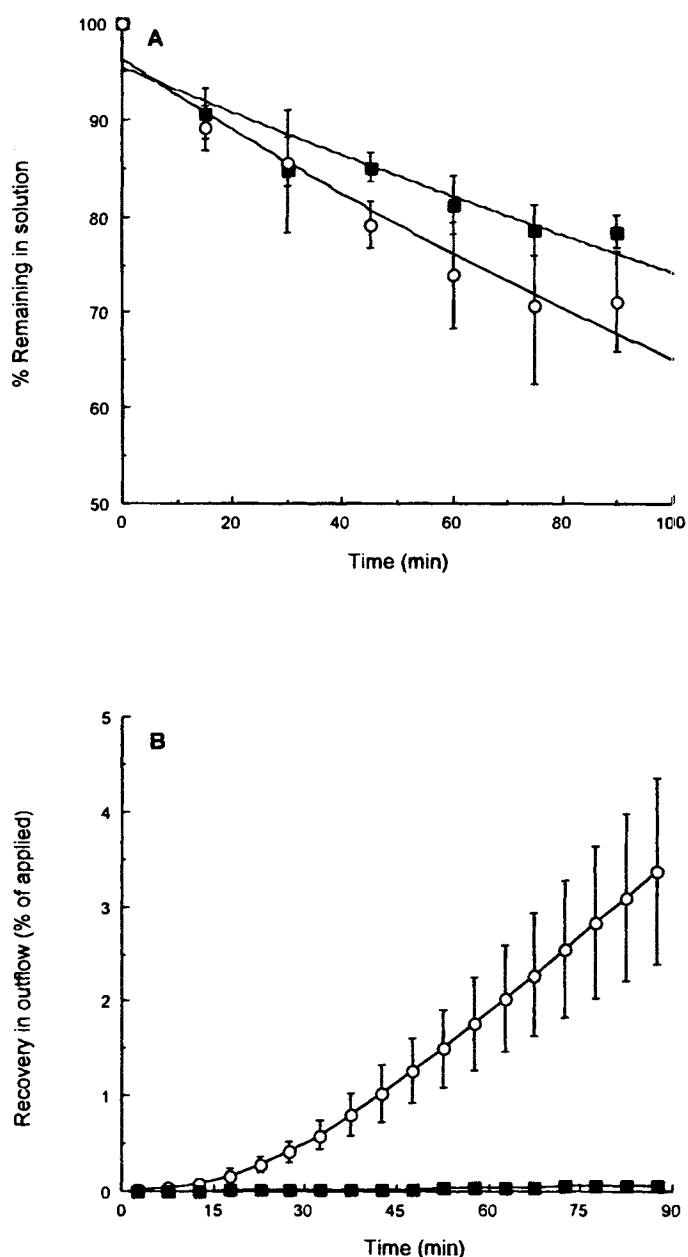 A
100
90
80
70
60
50
% Remaining in solution
0 20 40 60 80 100
Time (min)
B
5
4
3
2
1
0
Recovery in outflow (% of applied)
0 15 30 45 60 75 90
Time (min)